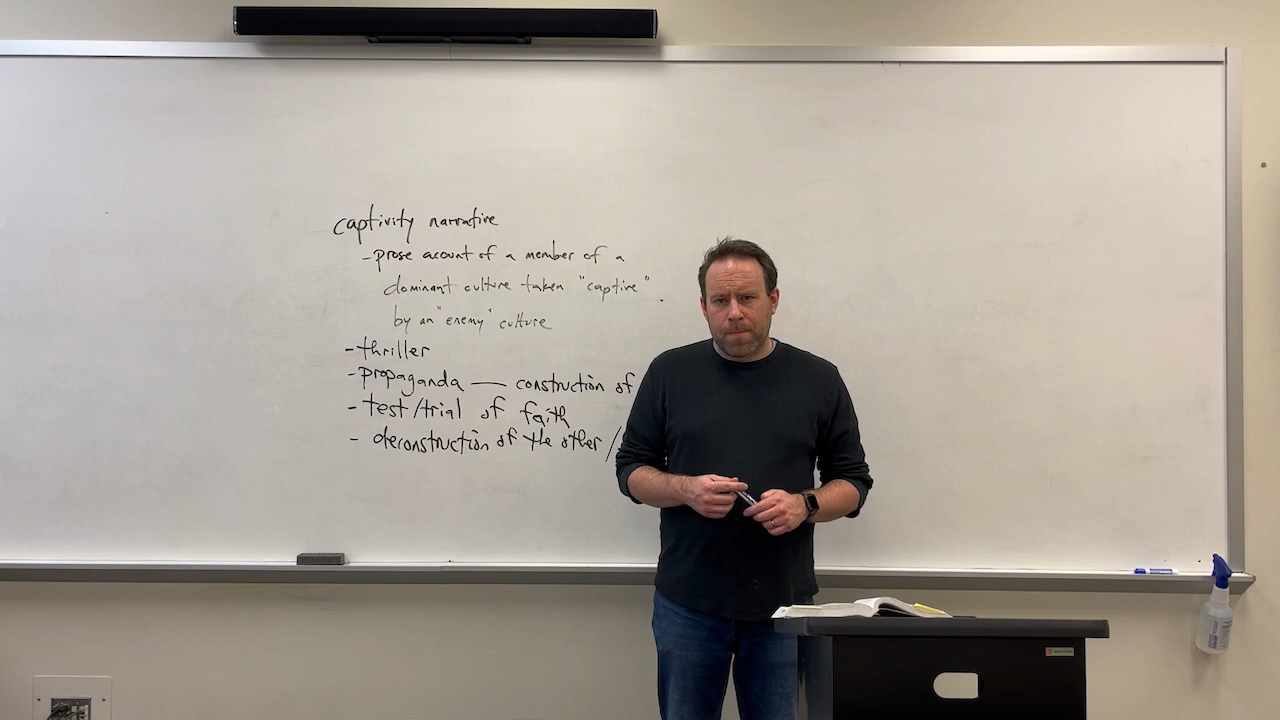 captivity narrative
- prose acount of a member of a
dominant culture taken "captive"
by an "enemy" culture
- thriller
- propaganda — construction of
- test/trial of faith
- deconstruction of the other /